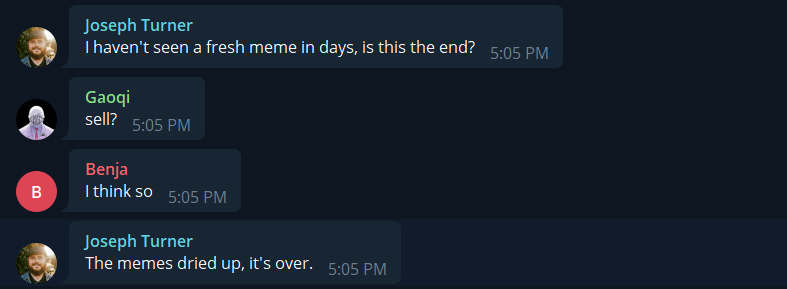 Joseph Turner
I haven't seen a fresh meme in days, is this the end? 5:05 PM
Gaoqi
sell? 5:05 PM
Benja
B
I think so 5:05 PM
Joseph Turner
The memes dried up, it's over. 5:05 PM